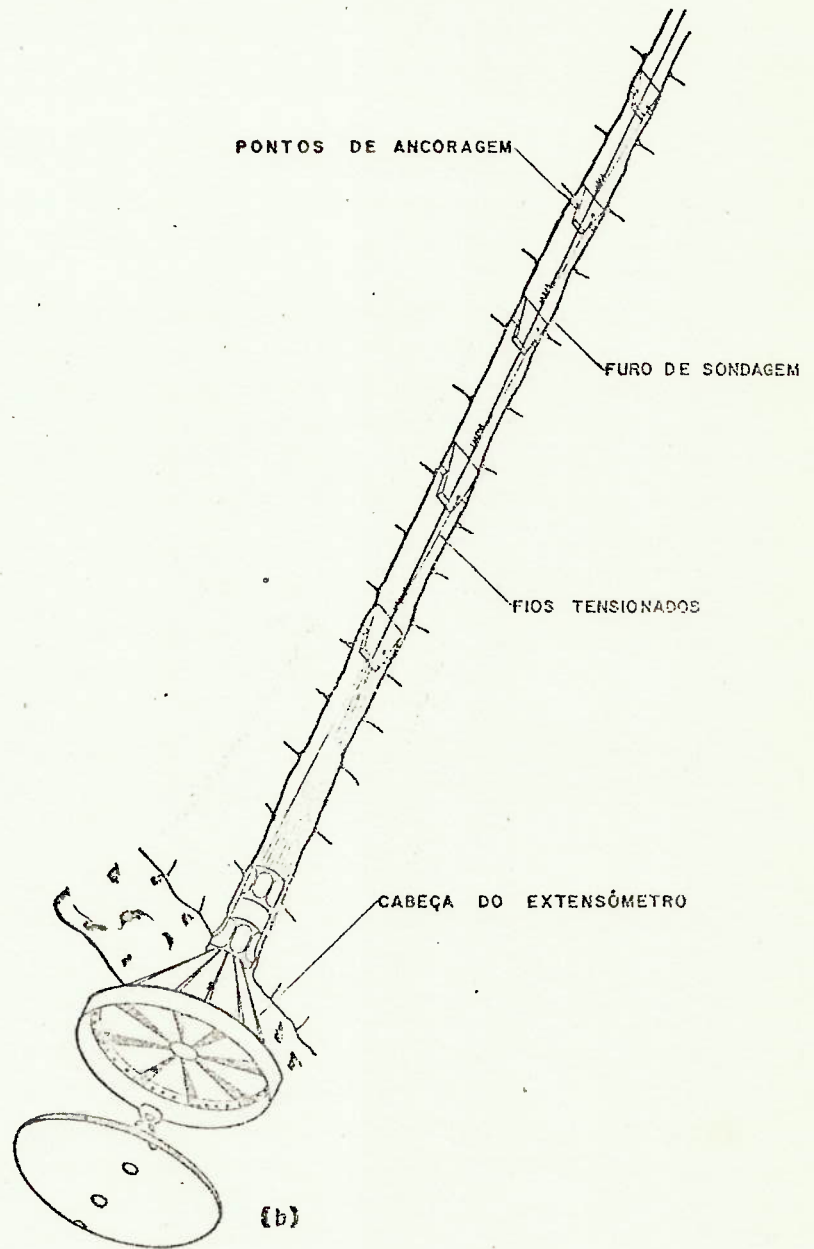 PONTOS DE ANCORAGEM
FURO DE SONDAGEM
FIOS TENSIONADOS
CABEÇA DO EXTENSÔMETRO
(b)